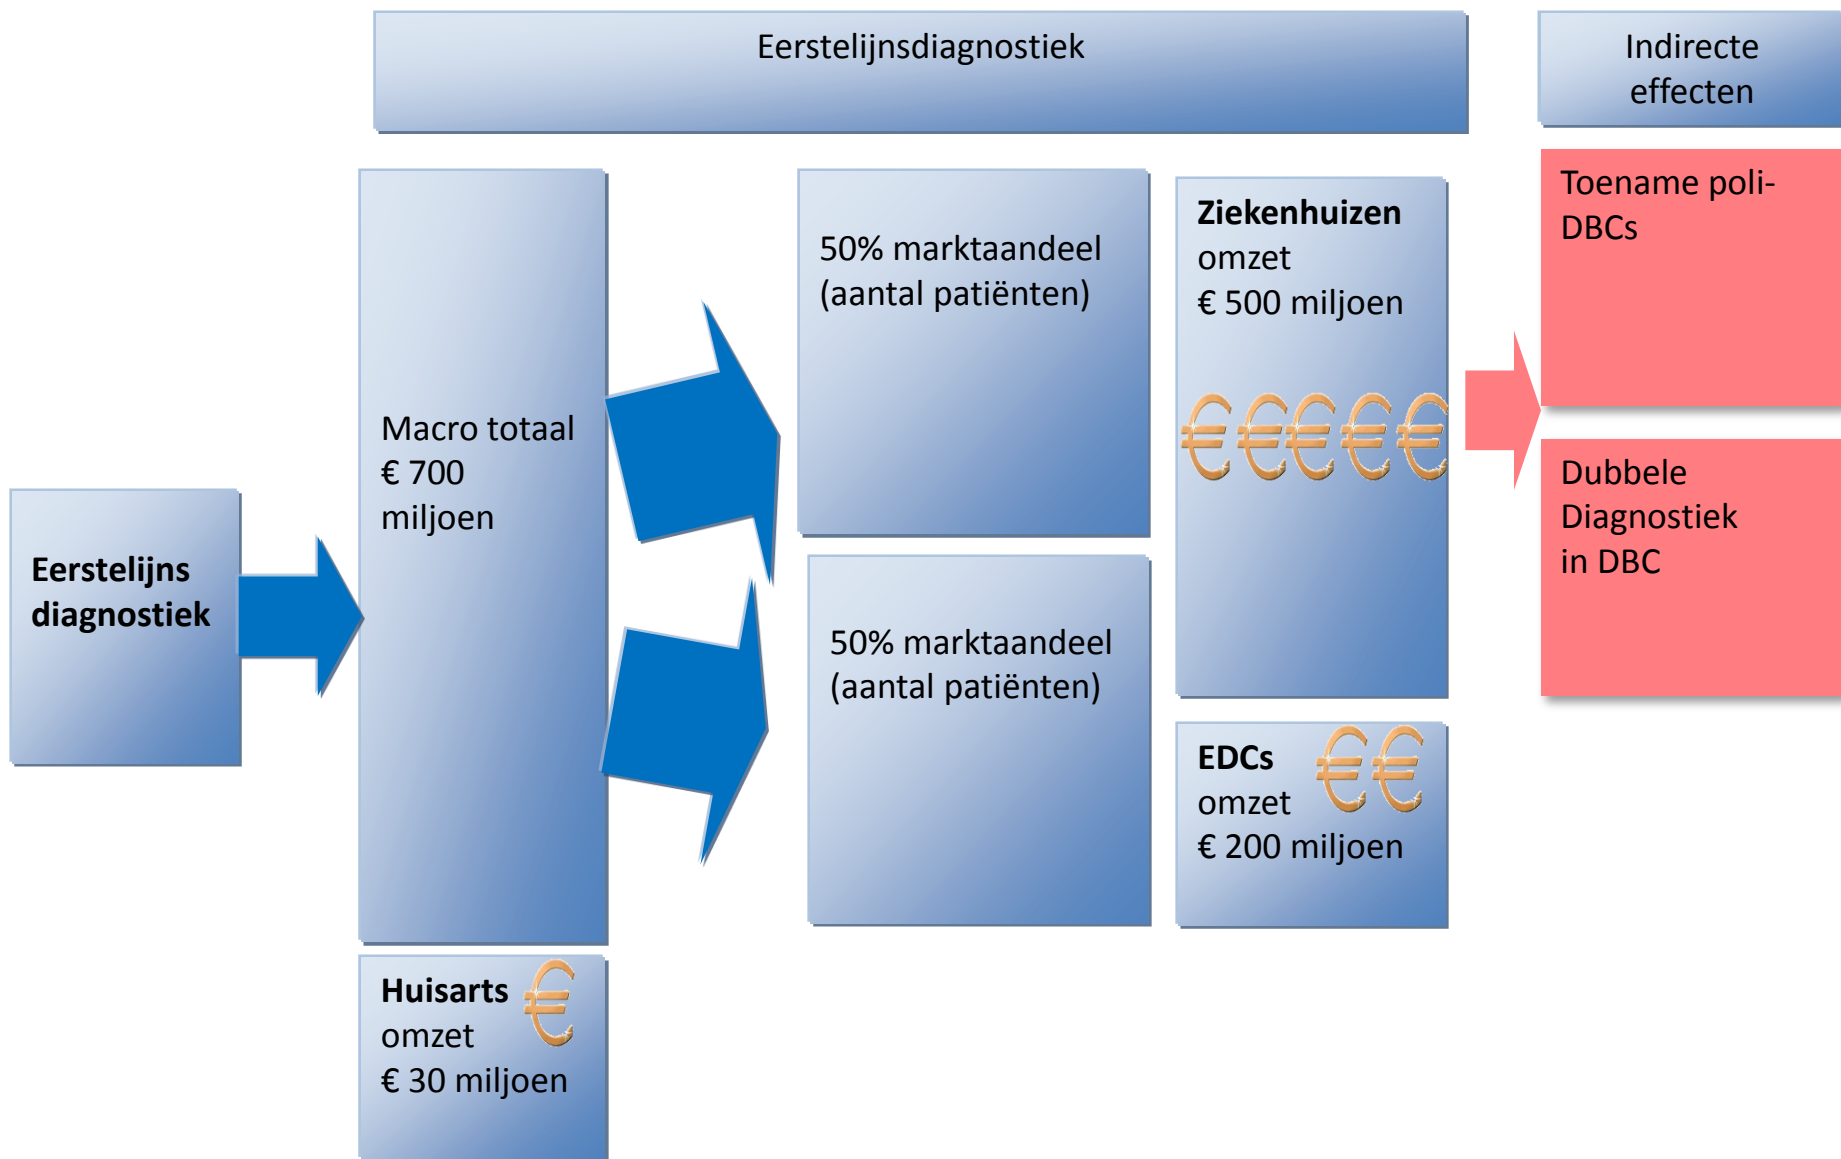 Eerstelijnsdiagnostiek
Indirecte
effecten
Eerstelijns
diagnostiek
Macro totaal
€ 700
miljoen
Huisarts
omzet
€ 30 miljoen
50% marktaandeel
(aantal patiënten)
50% marktaandeel
(aantal patiënten)
Ziekenhuizen
omzet
€ 500 miljoen
€€€€€
EDCs
omzet
€ 200 miljoen
€€
€
Toename poli-
DBCs
Dubbele
Diagnostiek
in DBC